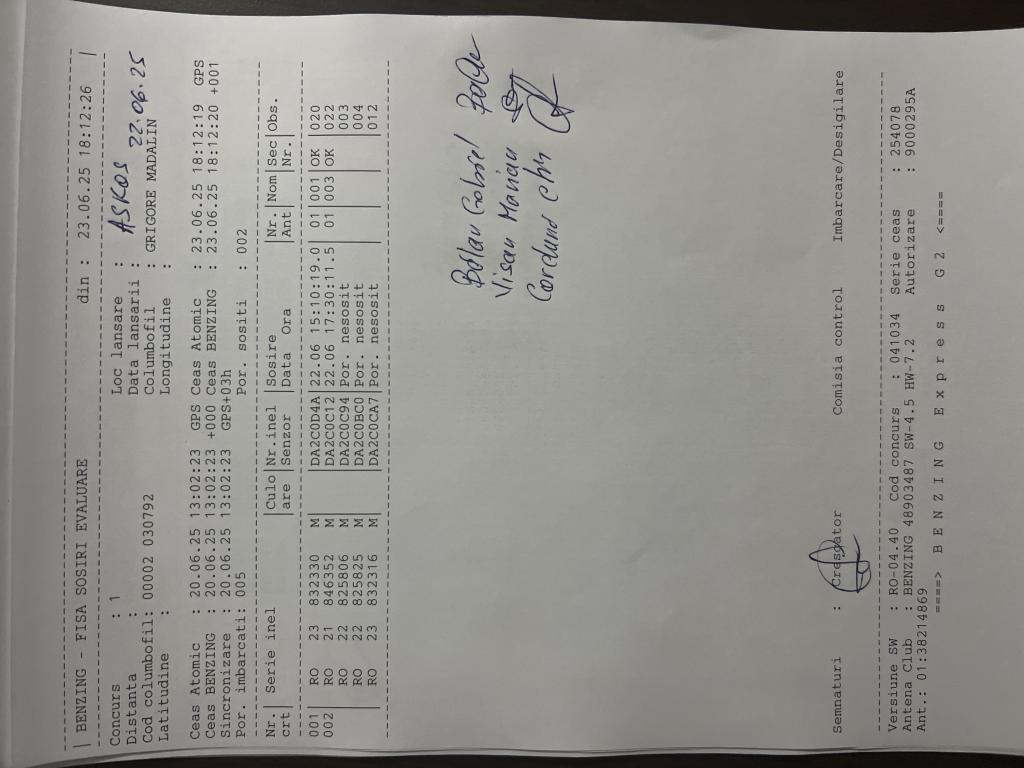 | BENZING - FISA SOSIRI EVALUARE din : 23.06.25 18:12:26 |
Concurs : 1 Loc lansare : ASKOS
Distanta : Data lansarii : 22.06.25
Cod columbofil: 00002 030792 Columbofil : GRIGORE MADALIN
Latitudine : Longitudine :
Ceas Atomic : 20.06.25 13:02:23 GPS Ceas Atomic : 23.06.25 18:12:19 GPS
Ceas BENZING : 20.06.25 13:02:23 +000 Ceas BENZING : 23.06.25 18:12:20 +001
Sincronizare : 20.06.25 13:02:23 GPS+03h
Por. imbarcati: 005 Por. sositi : 002
Nr.| Serie inel |Culo|Nr.inel |Sosire |Nr. |Nom|Sec|Obs.
crt| |are |Senzor |Data Ora |Ant| |Nr.|
001| RO 23 832330 M |DA2C0D4A|22.06 15:10:19.0| 01|001|OK |020
002| RO 21 846352 M |DA2C0C12|22.06 17:30:11.5| 01|003|OK |022
| RO 22 825806 M |DA2C0C94|Por. nesosit | | | |003
| RO 22 825825 M |DA2C0BC0|Por. nesosit | | | |004
| RO 23 832316 M |DA2C0CA7|Por. nesosit | | | |012
Visan Marian
Semnaturi : Crescator Comisia control Imbarcare/Desigilare
Versiune SW : RO-04.40 Cod concurs : 041034 Serie ceas : 254078
Antena Club : BENZING 48903487 SW-4.5 HW-7.2 Autorizare : 9000295A
Ant.: 01:38214869
====> B E N Z I N G E x p r e s s G 2 <====